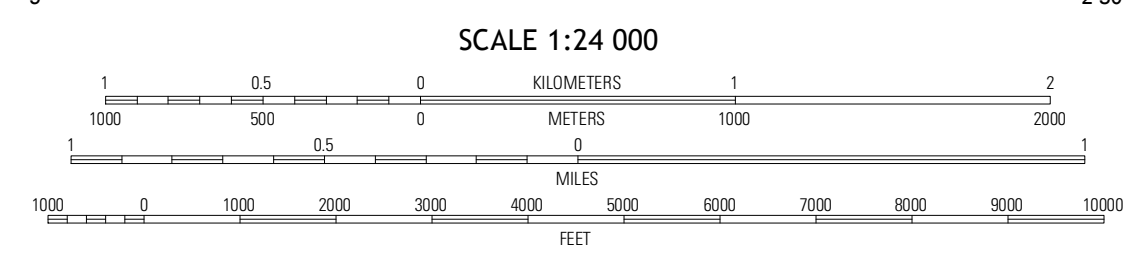 SCALE 1:24 000
1 0.5 0 KILOMETERS 1 2
1000 500 0 METERS 1000 2000
1 0.5 0 1
MILES
1000 0 1000 2000 3000 4000 5000 6000 7000 8000 9000 10000
FEET